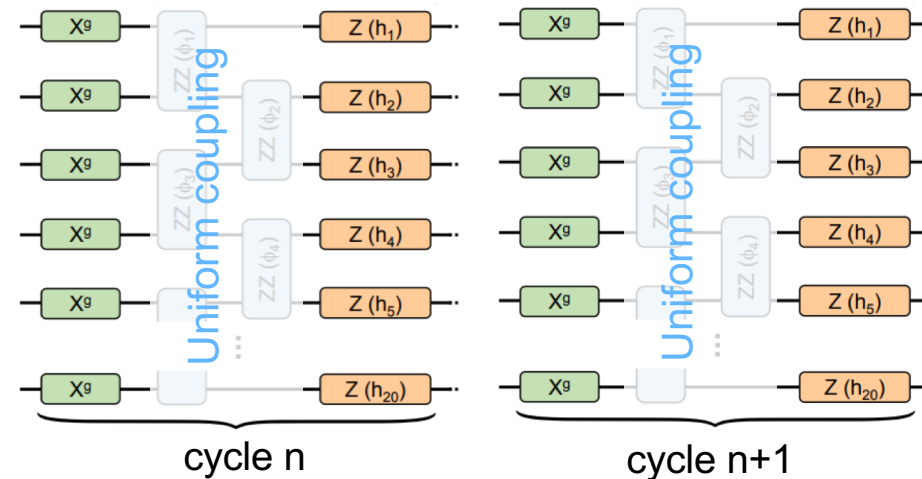 Xᵍ ZZ (ϕ₁) Z (h₁)
Xᵍ ZZ (ϕ₂) Z (h₂)
Xᵍ ZZ (ϕ₃) Z (h₃)
Xᵍ ZZ (ϕ₄) Z (h₄)
Xᵍ Z (h₅)
...
Xᵍ Z (h₂₀)
Uniform coupling
cycle n
Xᵍ ZZ (ϕ₁) Z (h₁)
Xᵍ ZZ (ϕ₂) Z (h₂)
Xᵍ ZZ (ϕ₃) Z (h₃)
Xᵍ ZZ (ϕ₄) Z (h₄)
Xᵍ Z (h₅)
...
Xᵍ Z (h₂₀)
Uniform coupling
cycle n+1